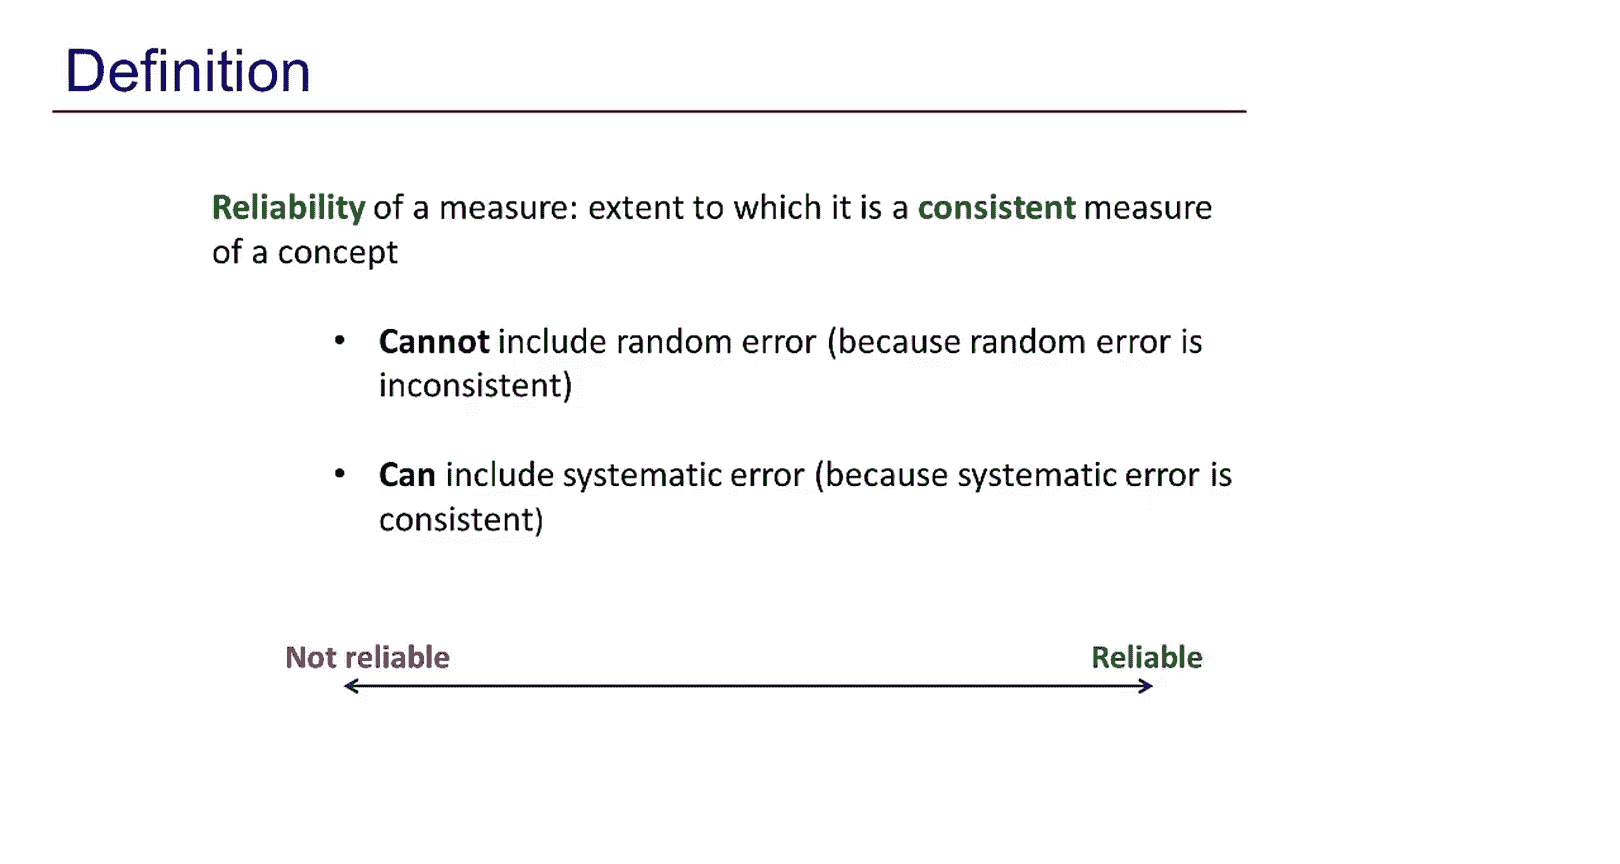 Definition
Reliability of a measure: extent to which it is a consistent measure
of a concept
• Cannot include random error (because random error is
inconsistent)
• Can include systematic error (because systematic error is
consistent)
Not reliable
Reliable